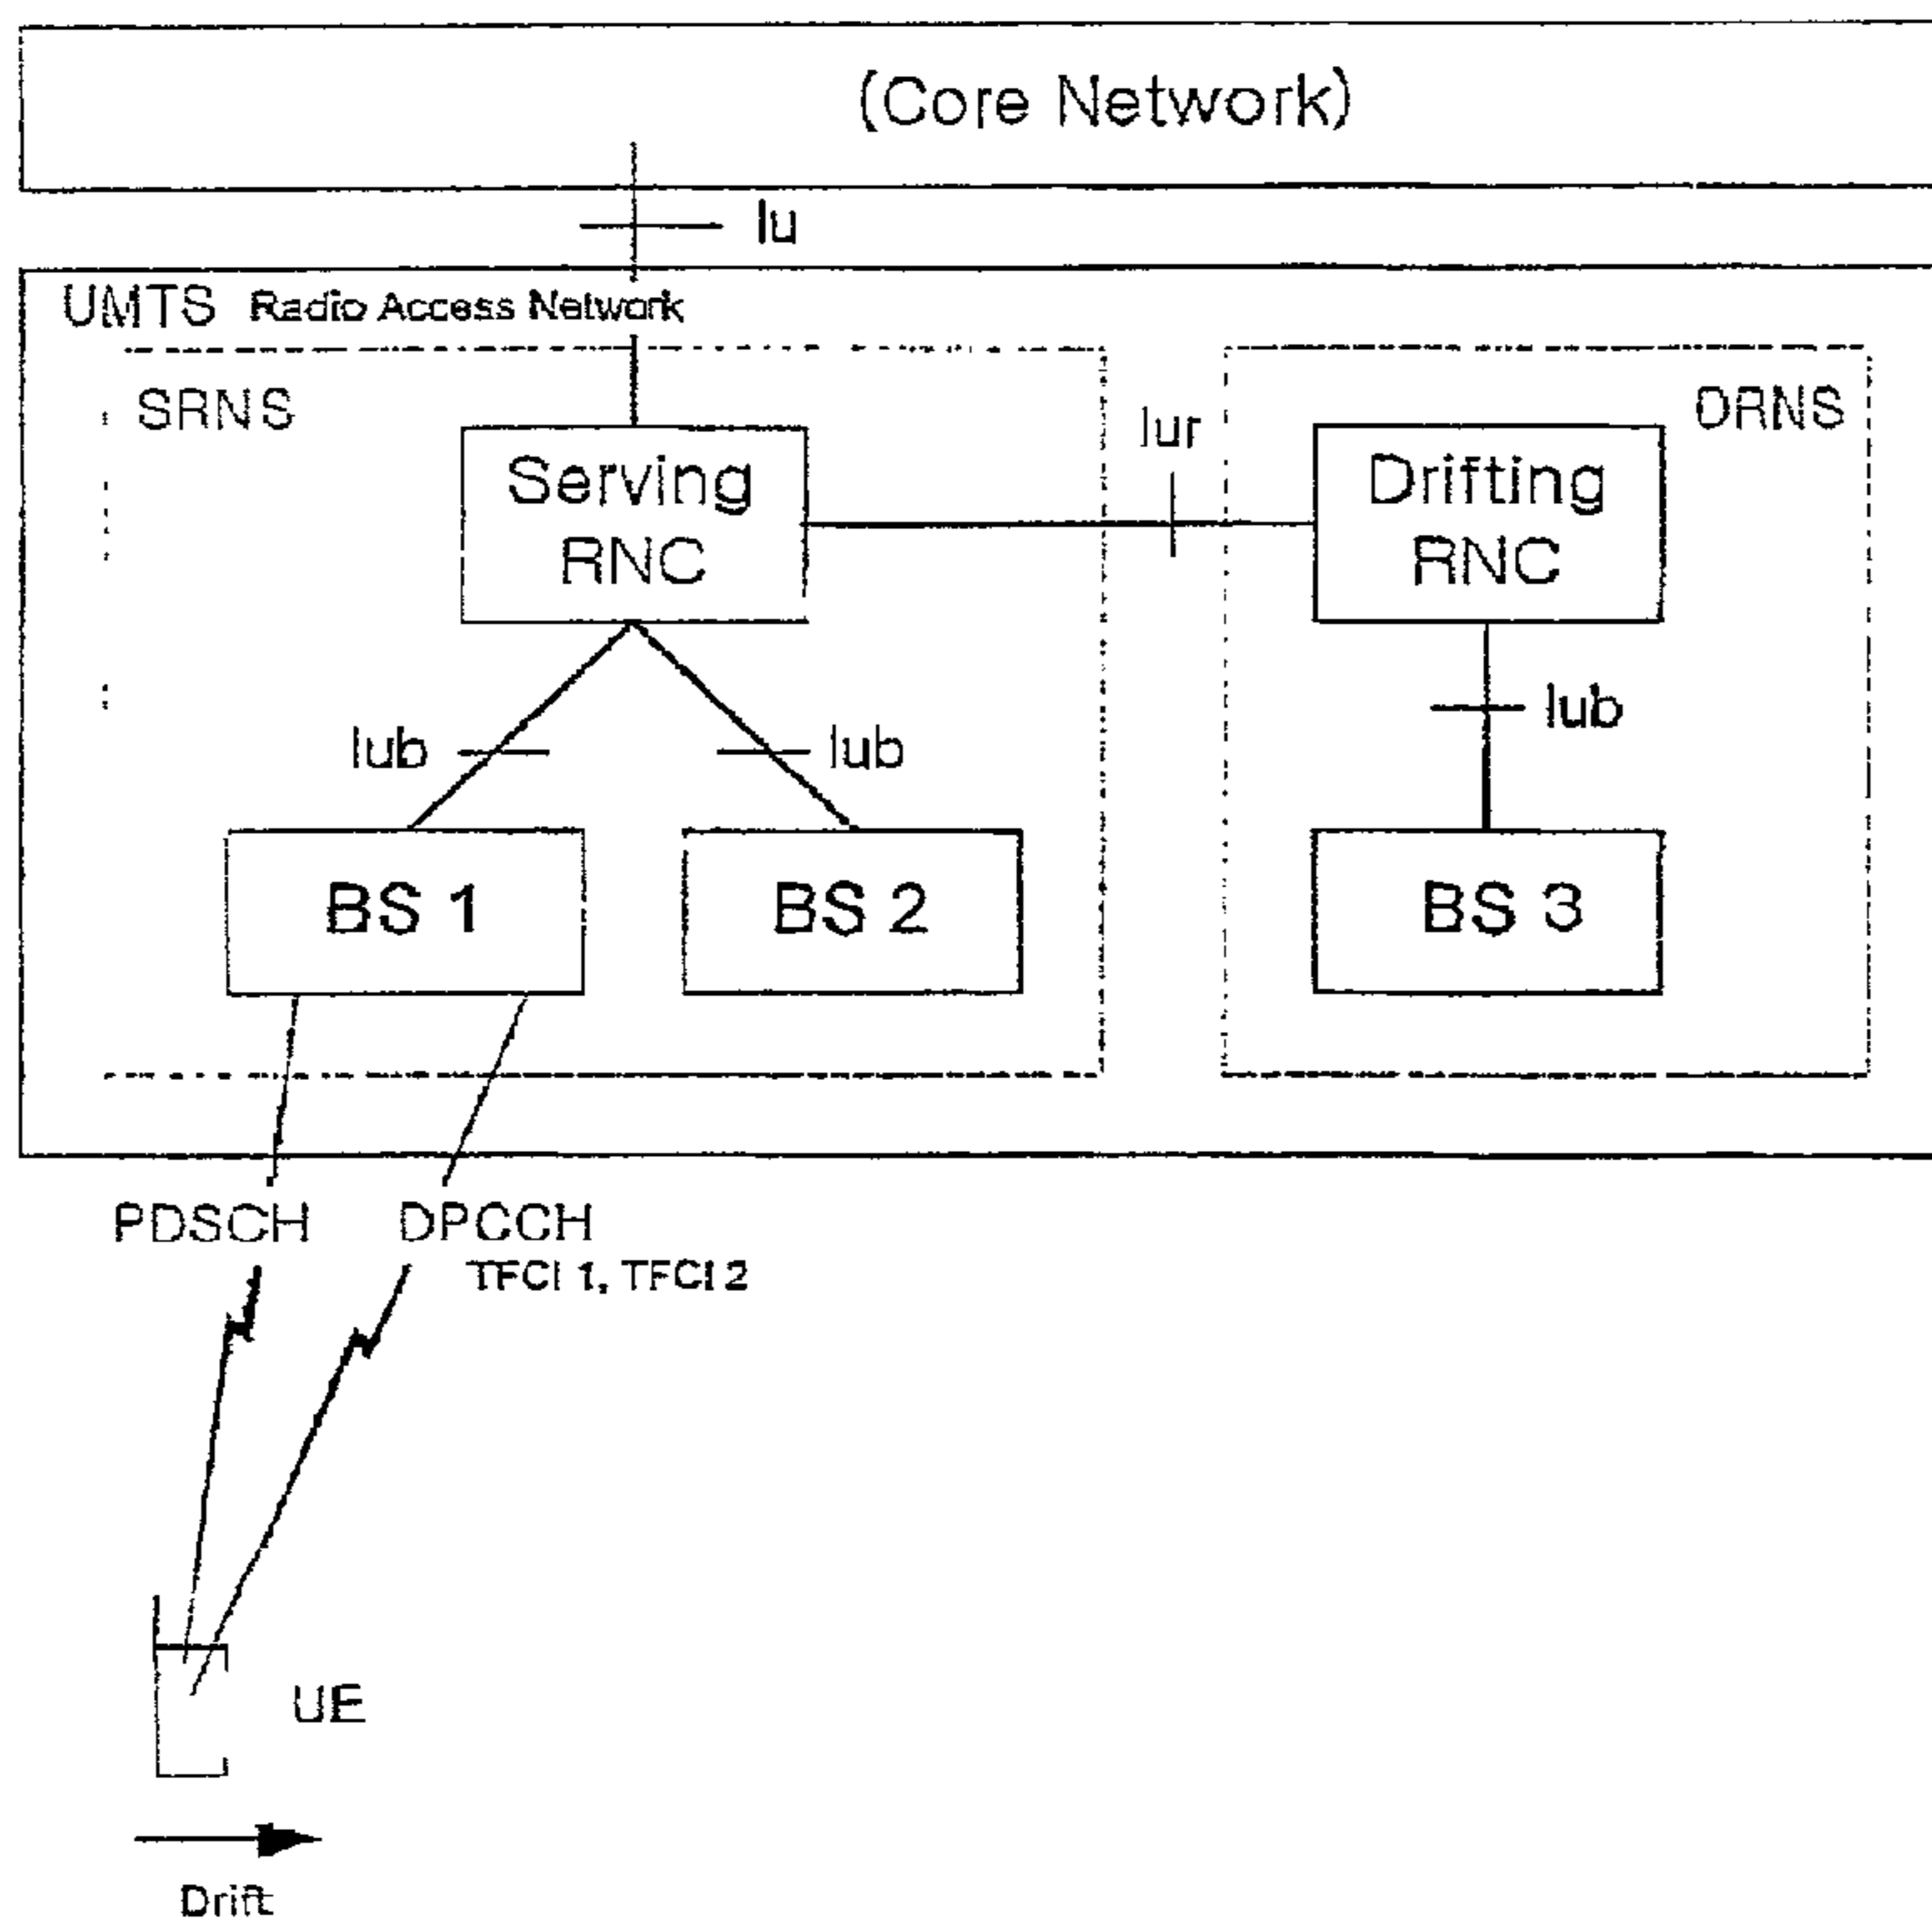 (Core Network)
Iu
UMTS Radio Access Network
SRNS
DRNS
Iur
Serving
RNC
Drifting
RNC
Iub
Iub
Iub
BS 1
BS 2
BS 3
PDSCH
DPCCH
TFCI 1, TFCI 2
UE
Drift